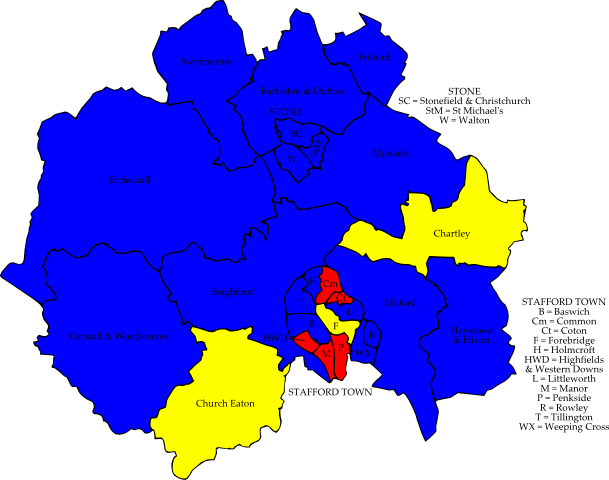 Swynnerton
Fulford
Barlaston & Oulton
STONE
SC
StM
W
Milwich
STONE
SC = Stonefield & Christchurch
StM = St Michael's
W = Walton
Eccleshall
Chartley
Seighford
H
Cm
Ct
T
L
Milford
R
F
B
HWD
M
P
WX
Gnosall & Woodseaves
Haywood
& Hixon
Church Eaton
STAFFORD TOWN
STAFFORD TOWN
B = Baswich
Cm = Common
Ct = Coton
F = Forebridge
H = Holmcroft
HWD = Highfields
& Western Downs
L = Littleworth
M = Manor
P = Penkside
R = Rowley
T = Tillington
WX = Weeping Cross